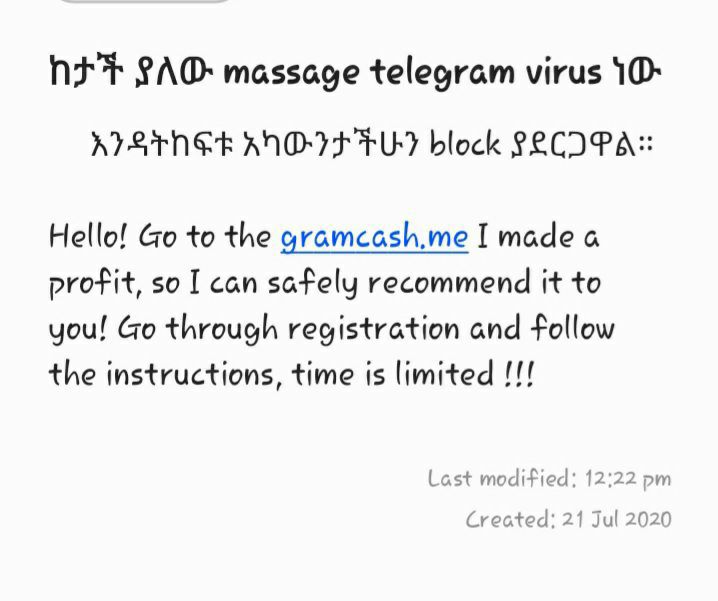 ከታች ያለው massage telegram virus ነው
እንዳትከፍቱ አካውንታችሁን block ያደርጋዋል።
Hello! Go to the gramcash.me I made a
profit, so I can safely recommend it to
you! Go through registration and follow
the instructions, time is limited !!!
Last modified: 12:22 pm
Created: 21 Jul 2020